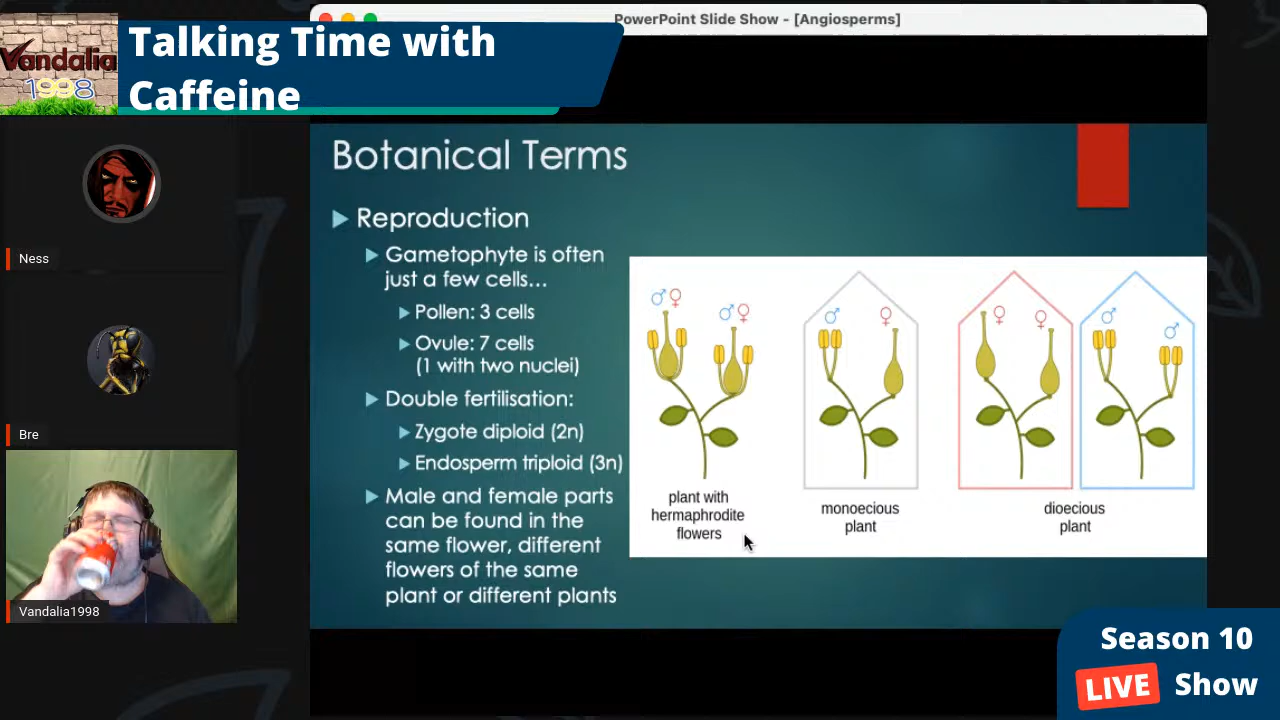 PowerPoint Slide Show - [Angiosperms]
Vandalia
1998
Talking Time with
Caffeine
Ness
Bre
Vandalia1998
Botanical Terms
Reproduction
Gametophyte is often
just a few cells...
Pollen: 3 cells
Ovule: 7 cells
(1 with two nuclei)
Double fertilisation:
Zygote diploid (2n)
Endosperm triploid (3n)
Male and female parts
can be found in the
same flower, different
flowers of the same
plant or different plants
♂♀
♂♀
♂
♀
♀
♀
♂
♂
plant with
hermaphrodite
flowers
monoecious
plant
dioecious
plant
Season 10
LIVE Show